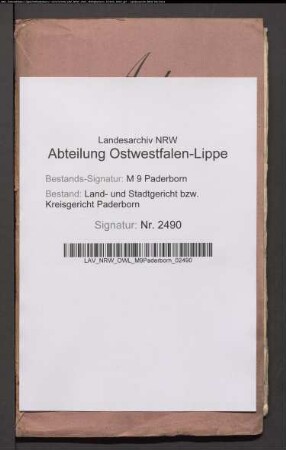 Landesarchiv NRW
Abteilung Ostwestfalen-Lippe
Bestands-Signatur: M 9 Paderborn
Bestand: Land- und Stadtgericht bzw.
Kreisgericht Paderborn
Signatur: Nr. 2490
LAV_NRW_OWL_M9Paderborn_02490